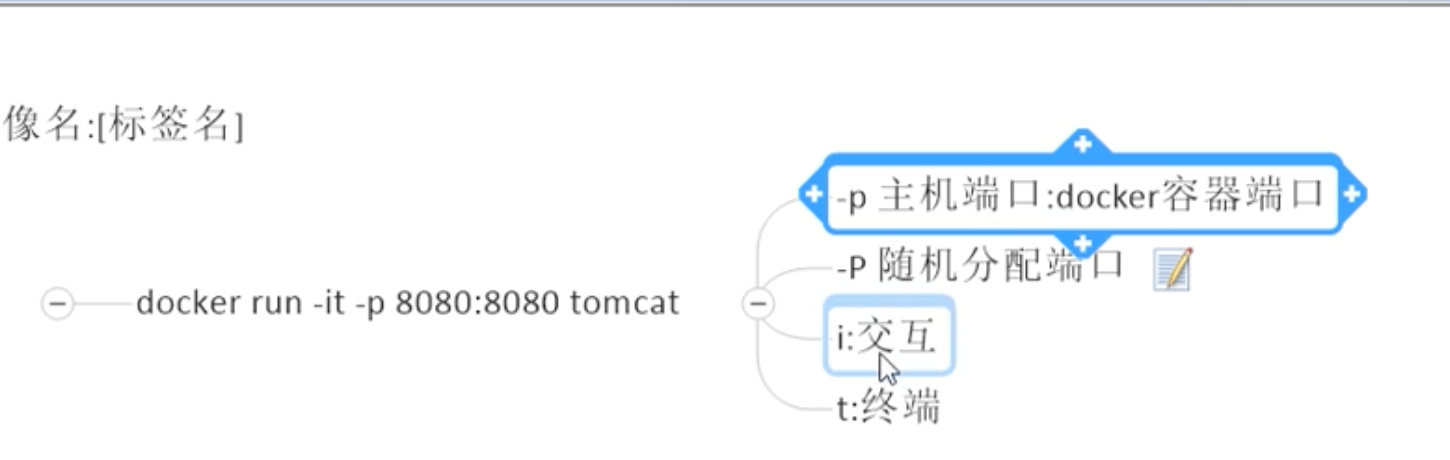 像名:[标签名]
-p 主机端口:docker容器端口
-P 随机分配端口
docker run -it -p 8080:8080 tomcat
i:交互
t:终端